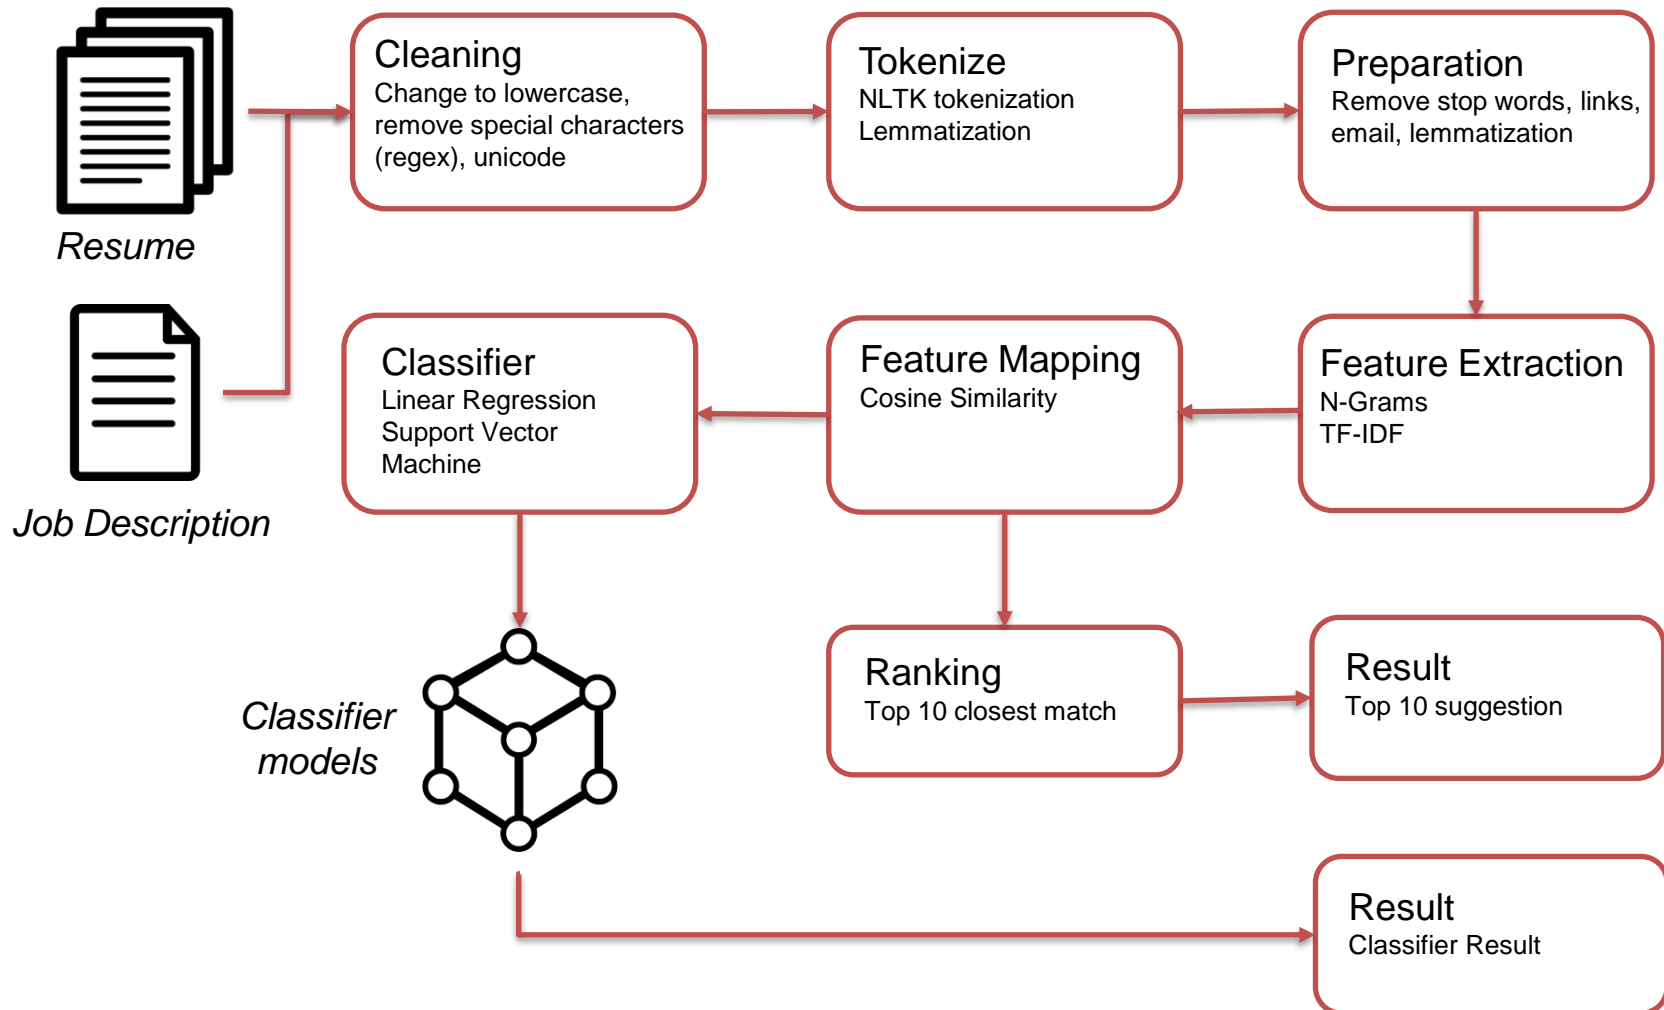 Cleaning
Change to lowercase,
remove special characters
(regex), unicode
Tokenize
NLTK tokenization
Lemmatization
Preparation
Remove stop words, links,
email, lemmatization
Resume
Job Description
Classifier
Linear Regression
Support Vector
Machine
Feature Mapping
Cosine Similarity
Feature Extraction
N-Grams
TF-IDF
Classifier
models
Ranking
Top 10 closest match
Result
Top 10 suggestion
Result
Classifier Result